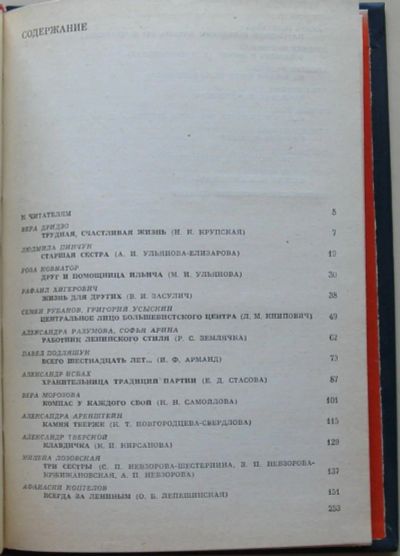 СОДЕРЖАНИЕ
К ЧИТАТЕЛЯМ 5
ВЕРА ДРИДЗО
ТРУДНАЯ, СЧАСТЛИВАЯ ЖИЗНЬ (Н. К. КРУПСКАЯ) 7
ЛЮДМИЛА ПИНЧУК
СТАРШАЯ СЕСТРА (А. И. УЛЬЯНОВА-ЕЛИЗАРОВА) 19
РОЗА КОВНАТОР
ДРУГ И ПОМОЩНИЦА ИЛЬИЧА (М. И. УЛЬЯНОВА) 30
РАФАИЛ ХИГЕРОВИЧ
ЖИЗНЬ ДЛЯ ДРУГИХ (В. И. ЗАСУЛИЧ) 38
СЕМЕН РУБАНОВ, ГРИГОРИЙ УСЫСКИН
ЦЕНТРАЛЬНОЕ ЛИЦО БОЛЬШЕВИСТСКОГО ЦЕНТРА (Л. М. КНИПОВИЧ) 49
АЛЕКСАНДРА РАЗУМОВА, СОФЬЯ АРИНА
РАБОТНИК ЛЕНИНСКОГО СТИЛЯ (Р. С. ЗЕМЛЯЧКА) 62
ПАВЕЛ ПОДЛЯЩУК
ВСЕГО ШЕСТНАДЦАТЬ ЛЕТ... (И. Ф. АРМАНД) 73
АЛЕКСАНДР ИСБАХ
ХРАНИТЕЛЬНИЦА ТРАДИЦИЙ ПАРТИИ (Е. Д. СТАСОВА) 87
ВЕРА МОРОЗОВА
КОМПАС У КАЖДОГО СВОЙ (К. Н. САМОЙЛОВА) 101
АЛЕКСАНДРА АРЕНШТЕЙН
КАМНЯ ТВЕРЖЕ (К. Т. НОВГОРОДЦЕВА-СВЕРДЛОВА) 115
АЛЕКСАНДР ТВЕРСКОЙ
КЛАВДИЧКА (К. П. КИРСАНОВА) 129
ЖИЛЕНА ЛОЗОВСКАЯ
ТРИ СЕСТРЫ (С. П. НЕВЗОРОВА-ШЕСТЕРНИНА, З. П. НЕВЗОРОВА-
КРЖИЖАНОВСКАЯ, А. П. НЕВЗОРОВА) 137
АФАНАСИЙ КОПТЕЛОВ
ВСЕГДА ЗА ЛЕНИНЫМ (О. Б. ЛЕПЕШИНСКАЯ) 151
253